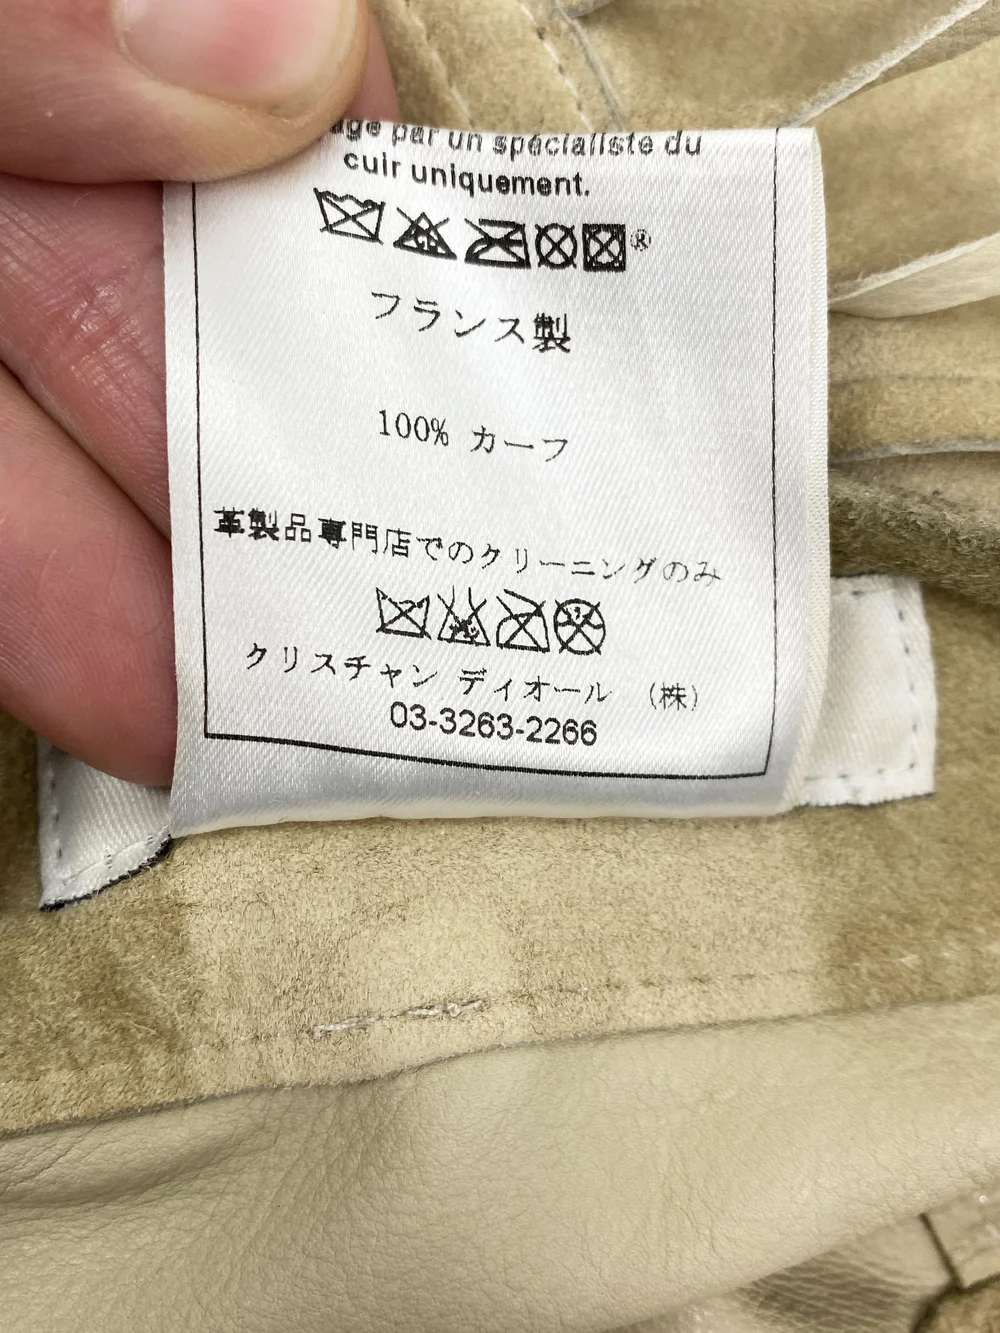 par un spécialiste du
cuir uniquement.
®
フランス製
100% カーフ
革製品専門店でのクリーニングのみ
クリスチャン ディオール (株)
03-3263-2266